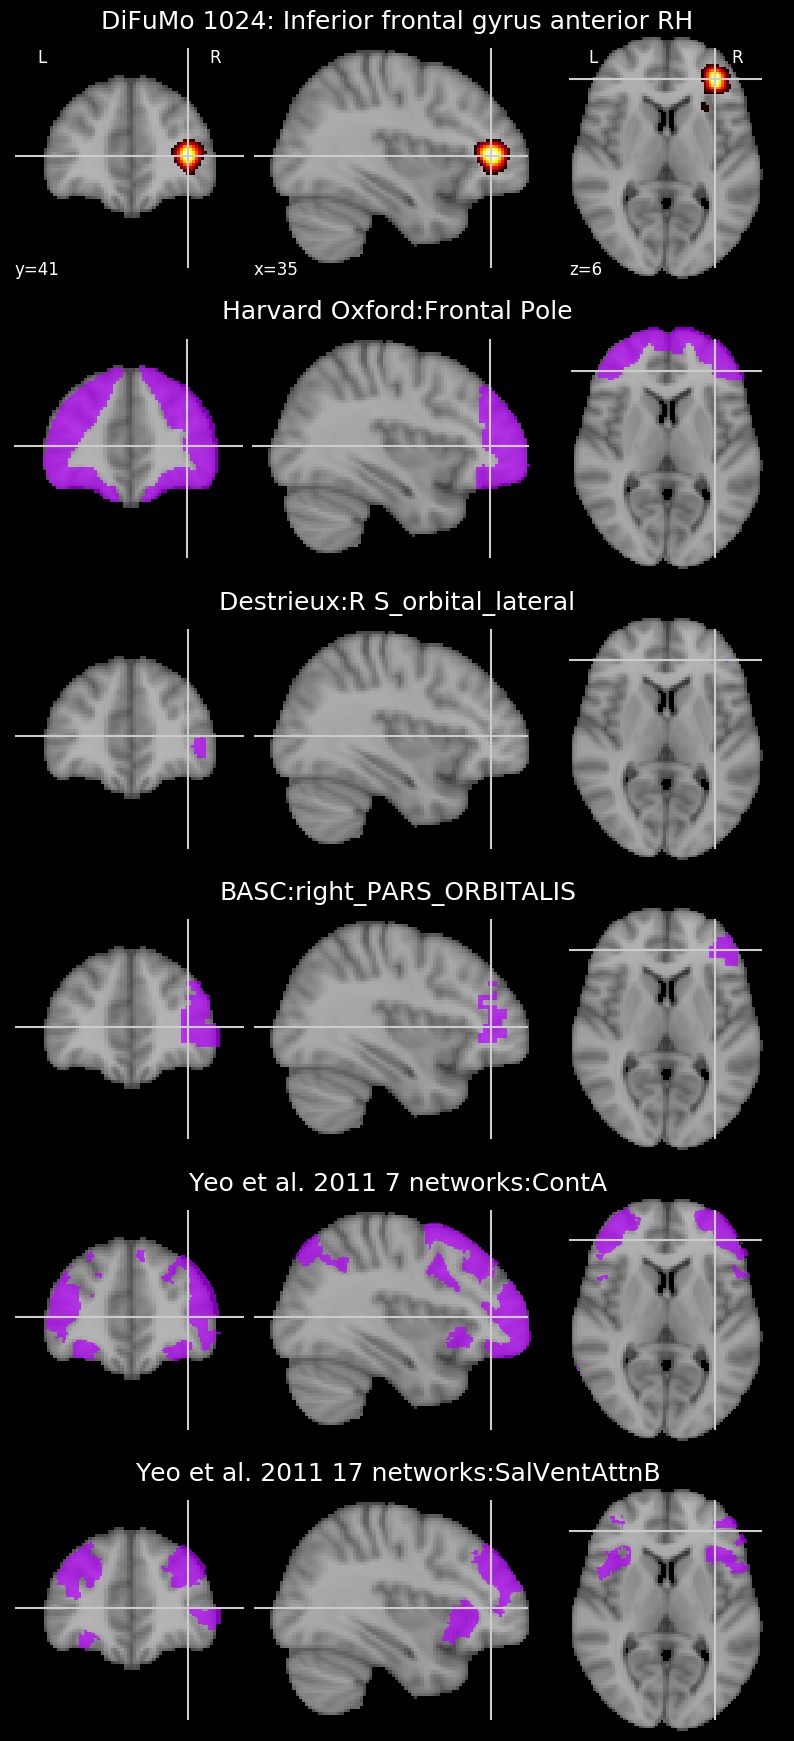 DiFuMo 1024: Inferior frontal gyrus anterior RH
L R L R
y=41 x=35 z=6
Harvard Oxford:Frontal Pole
Destrieux:R S_orbital_lateral
BASC:right_PARS_ORBITALIS
Yeo et al. 2011 7 networks:ContA
Yeo et al. 2011 17 networks:SalVentAttnB